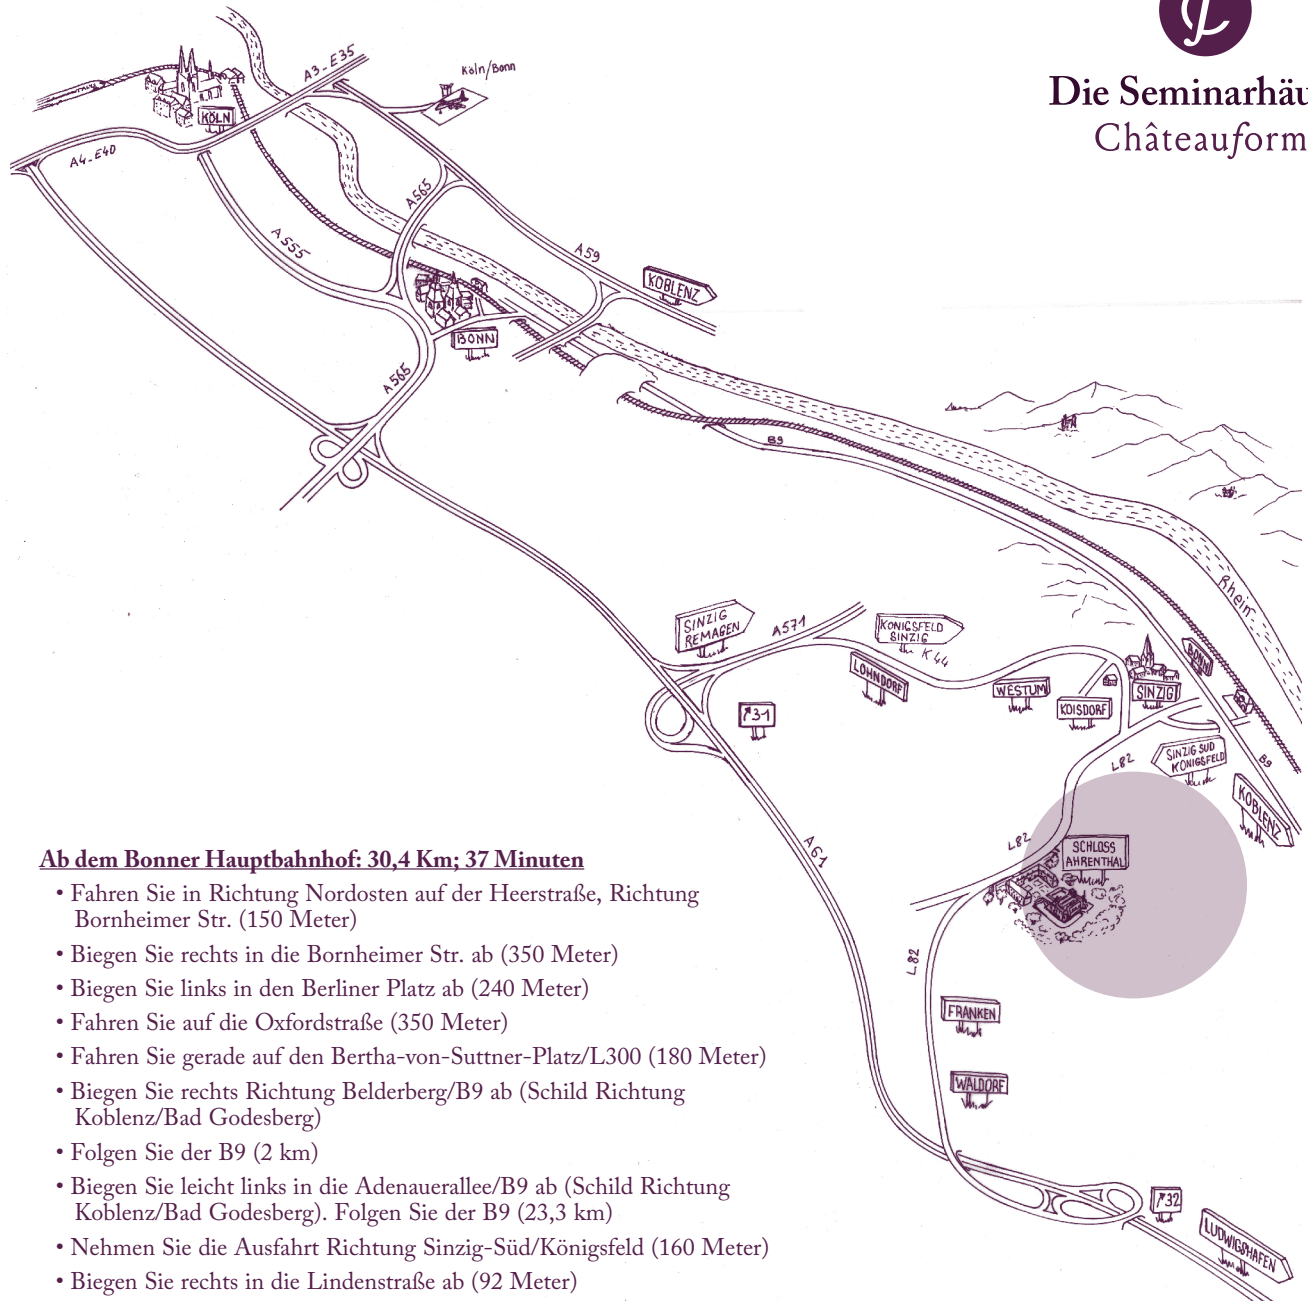 Die Seminarhäu
Châteauform
A3_E35
Köln/Bonn
KÖLN
A4_E40
A565
A555
A59
KOBLENZ
BONN
A565
B9
Rhein
SINZIG
REMAGEN
A571
KÖNIGSFELD
SINZIG
K44
LOHNDORF
WESTUM
KOISDORF
SINZIG
BONN
31
L82
SINZIG SUD
KÖNIGSFELD
B9
KOBLENZ
A61
L82
SCHLOSS
AHRENTHAL
L82
FRANKEN
WALDORF
32
LUDWIGSHAFEN
Ab dem Bonner Hauptbahnhof: 30,4 Km; 37 Minuten
• Fahren Sie in Richtung Nordosten auf der Heerstraße, Richtung
Bornheimer Str. (150 Meter)
• Biegen Sie rechts in die Bornheimer Str. ab (350 Meter)
• Biegen Sie links in den Berliner Platz ab (240 Meter)
• Fahren Sie auf die Oxfordstraße (350 Meter)
• Fahren Sie gerade auf den Bertha-von-Suttner-Platz/L300 (180 Meter)
• Biegen Sie rechts Richtung Belderberg/B9 ab (Schild Richtung
Koblenz/Bad Godesberg)
• Folgen Sie der B9 (2 km)
• Biegen Sie leicht links in die Adenauerallee/B9 ab (Schild Richtung
Koblenz/Bad Godesberg). Folgen Sie der B9 (23,3 km)
• Nehmen Sie die Ausfahrt Richtung Sinzig-Süd/Königsfeld (160 Meter)
• Biegen Sie rechts in die Lindenstraße ab (92 Meter)